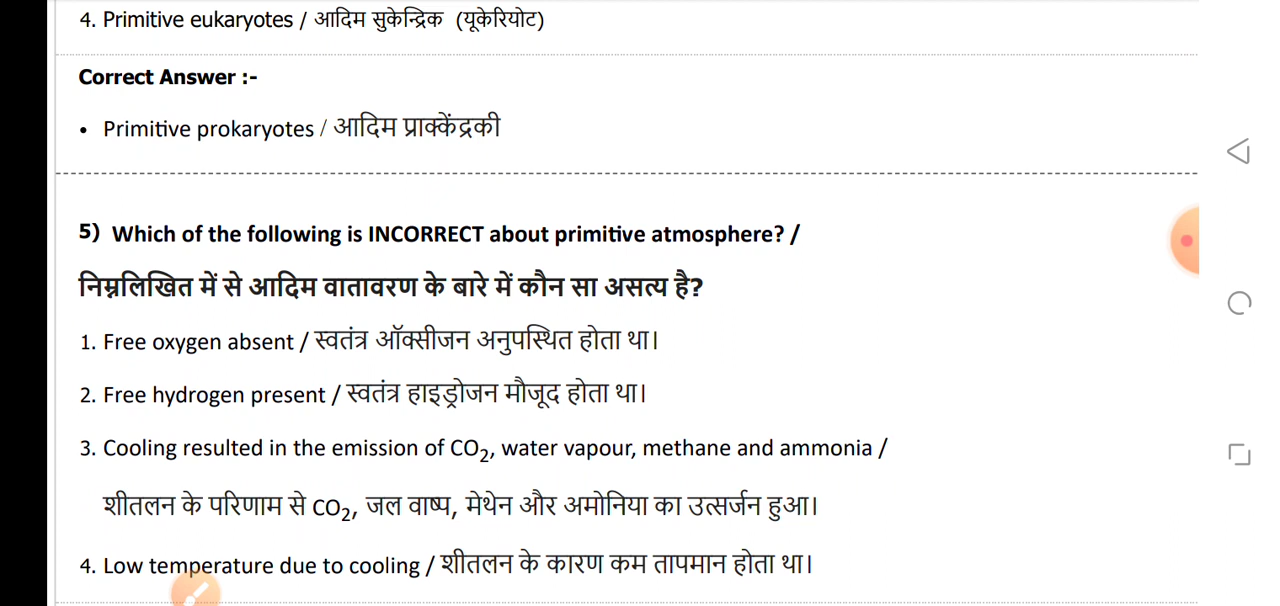 4. Primitive eukaryotes / आदिम सुकेन्द्रिक (यूकेरियोट)
Correct Answer :-
• Primitive prokaryotes / आदिम प्राक्केंद्रकी
5) Which of the following is INCORRECT about primitive atmosphere? /
निम्नलिखित में से आदिम वातावरण के बारे में कौन सा असत्य है?
1. Free oxygen absent / स्वतंत्र ऑक्सीजन अनुपस्थित होता था।
2. Free hydrogen present / स्वतंत्र हाइड्रोजन मौजूद होता था।
3. Cooling resulted in the emission of CO₂, water vapour, methane and ammonia /
शीतलन के परिणाम से CO₂, जल वाष्प, मेथेन और अमोनिया का उत्सर्जन हुआ।
4. Low temperature due to cooling / शीतलन के कारण कम तापमान होता था।